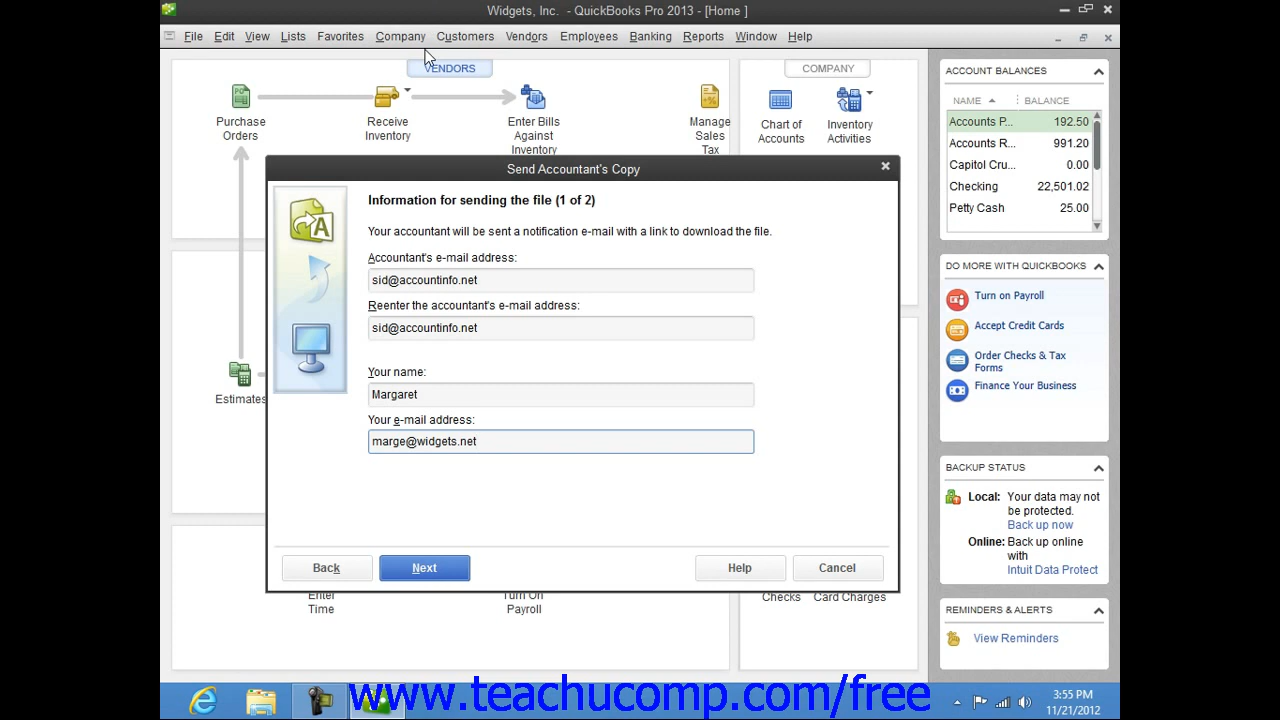 Widgets, Inc. - QuickBooks Pro 2013 - [Home ]
File Edit View Lists Favorites Company Customers Vendors Employees Banking Reports Window Help
VENDORS
COMPANY
Purchase
Orders
Receive
Inventory
Enter Bills
Against
Inventory
Manage
Sales
Tax
Chart of
Accounts
Inventory
Activities
Estimates
Send Accountant's Copy
Information for sending the file (1 of 2)
Your accountant will be sent a notification e-mail with a link to download the file.
Accountant's e-mail address:
sid@accountinfo.net
Reenter the accountant's e-mail address:
sid@accountinfo.net
Your name:
Margaret
Your e-mail address:
marge@widgets.net
Back Next Help Cancel
Enter
Time
Turn On
Payroll
Checks
Card Charges
ACCOUNT BALANCES
NAME BALANCE
Accounts P... 192.50
Accounts R... 991.20
Capitol Cru... 0.00
Checking 22,501.02
Petty Cash 25.00
DO MORE WITH QUICKBOOKS
Turn on Payroll
Accept Credit Cards
Order Checks & Tax
Forms
Finance Your Business
BACKUP STATUS
Local: Your data may not
be protected.
Back up now
Online: Back up online
with
Intuit Data Protect
REMINDERS & ALERTS
View Reminders
www.teachucomp.com/free
3:55 PM
11/21/2012